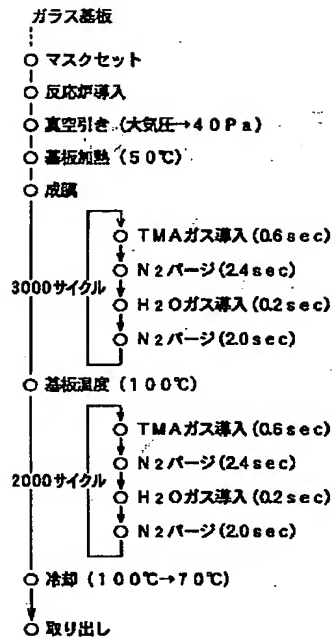 ガラス基板
マスクセット
反応炉導入
真空引き (大気圧→40Pa)
基板加熱 (50℃)
成膜
TMAガス導入 (0.6sec)
N2パージ (2.4sec)
3000サイクル
H2Oガス導入 (0.2sec)
N2パージ (2.0sec)
基板温度 (100℃)
TMAガス導入 (0.6sec)
N2パージ (2.4sec)
2000サイクル
H2Oガス導入 (0.2sec)
N2パージ (2.0sec)
冷却 (100℃→70℃)
取り出し